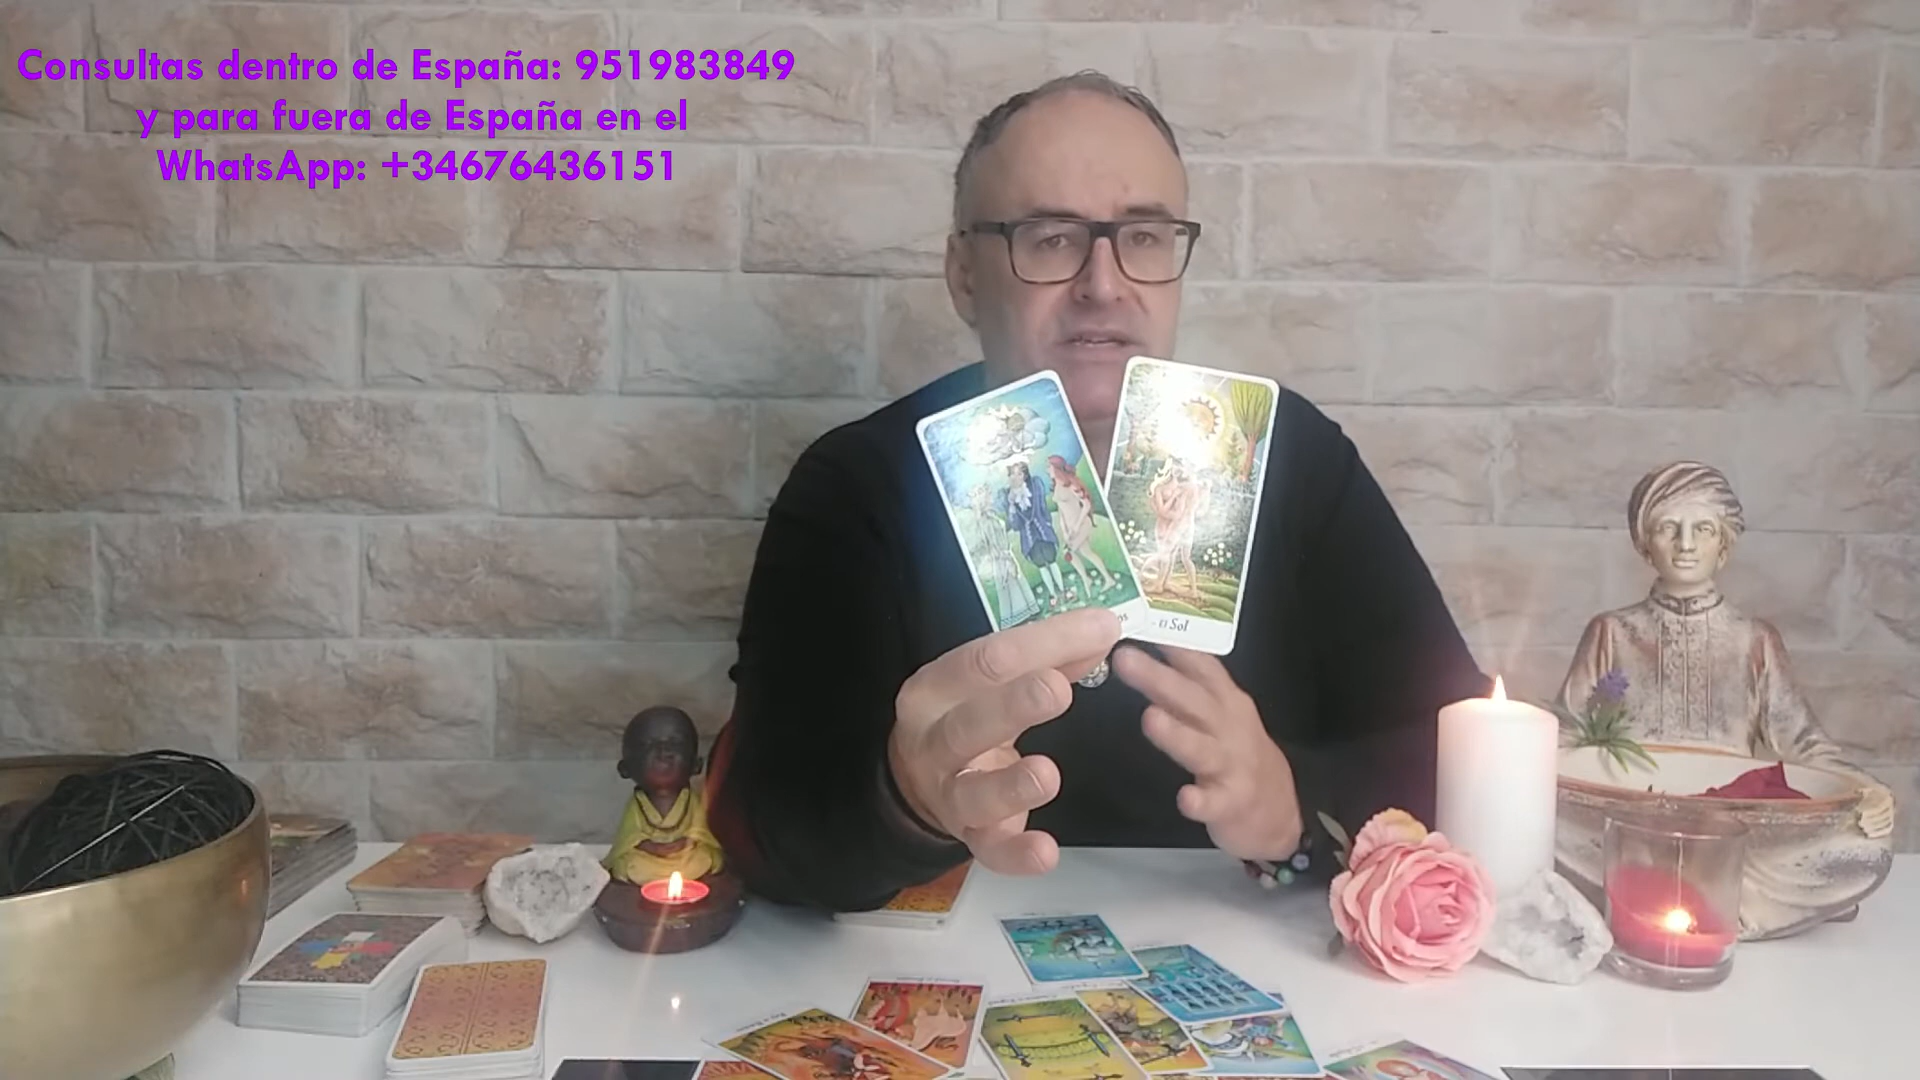 Consultas dentro de España: 951983849
y para fuera de España en el
WhatsApp: +34676436151
- El Sol